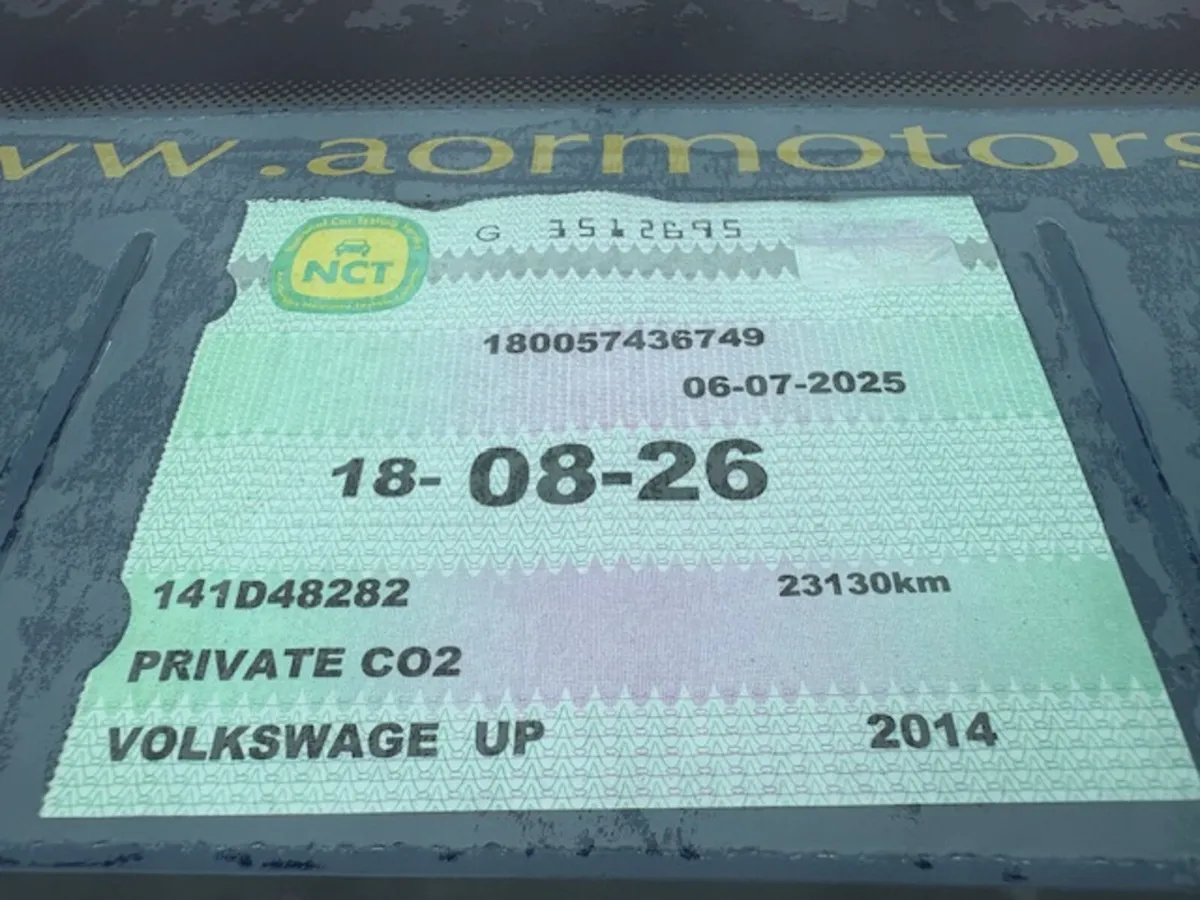 ww.aormotors
NCT
G 3512695
180057436749
06-07-2025
18-08-26
141D48282 23130km
PRIVATE CO2
VOLKSWAGE UP 2014